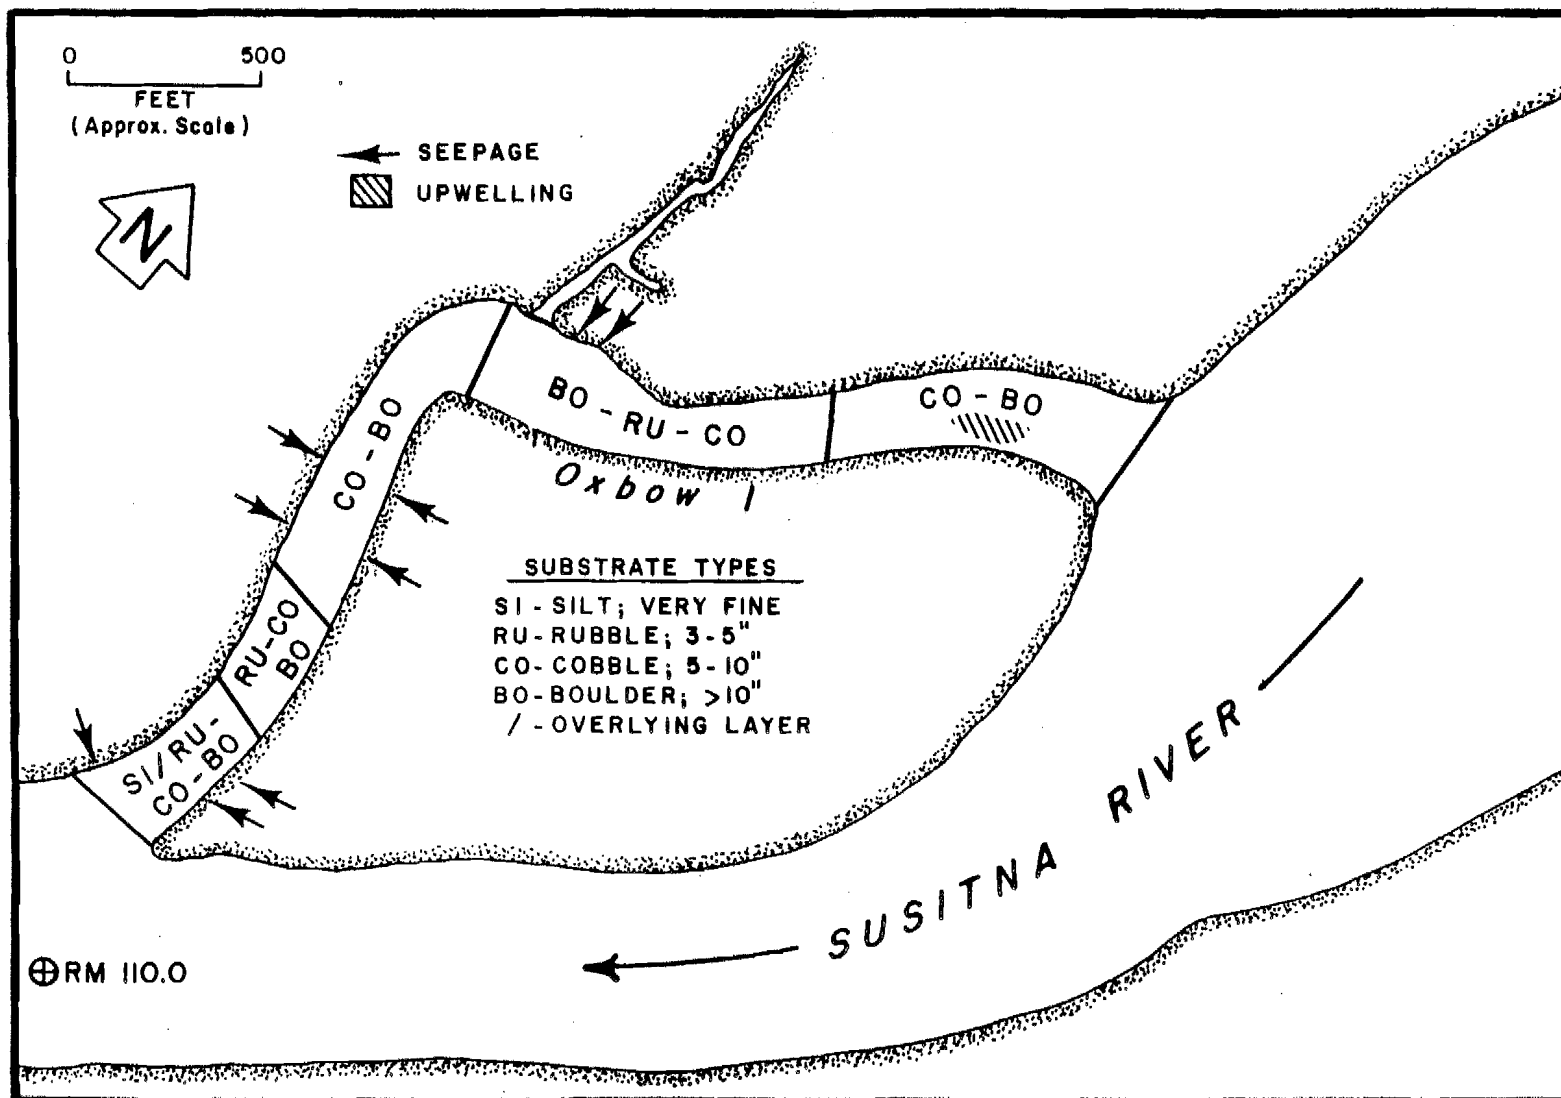 0 500
FEET
(Approx. Scale)
SEEPAGE
UPWELLING
N
CO-BO
BO-RU-CO
CO-BO
Oxbow I
SUBSTRATE TYPES
SI-SILT; VERY FINE
RU-RUBBLE; 3-5"
CO-COBBLE; 5-10"
BO-BOULDER; >10"
/-OVERLYING LAYER
RU-CO
BO
SI/RU-
CO-BO
SUSITNA RIVER
RM 110.0